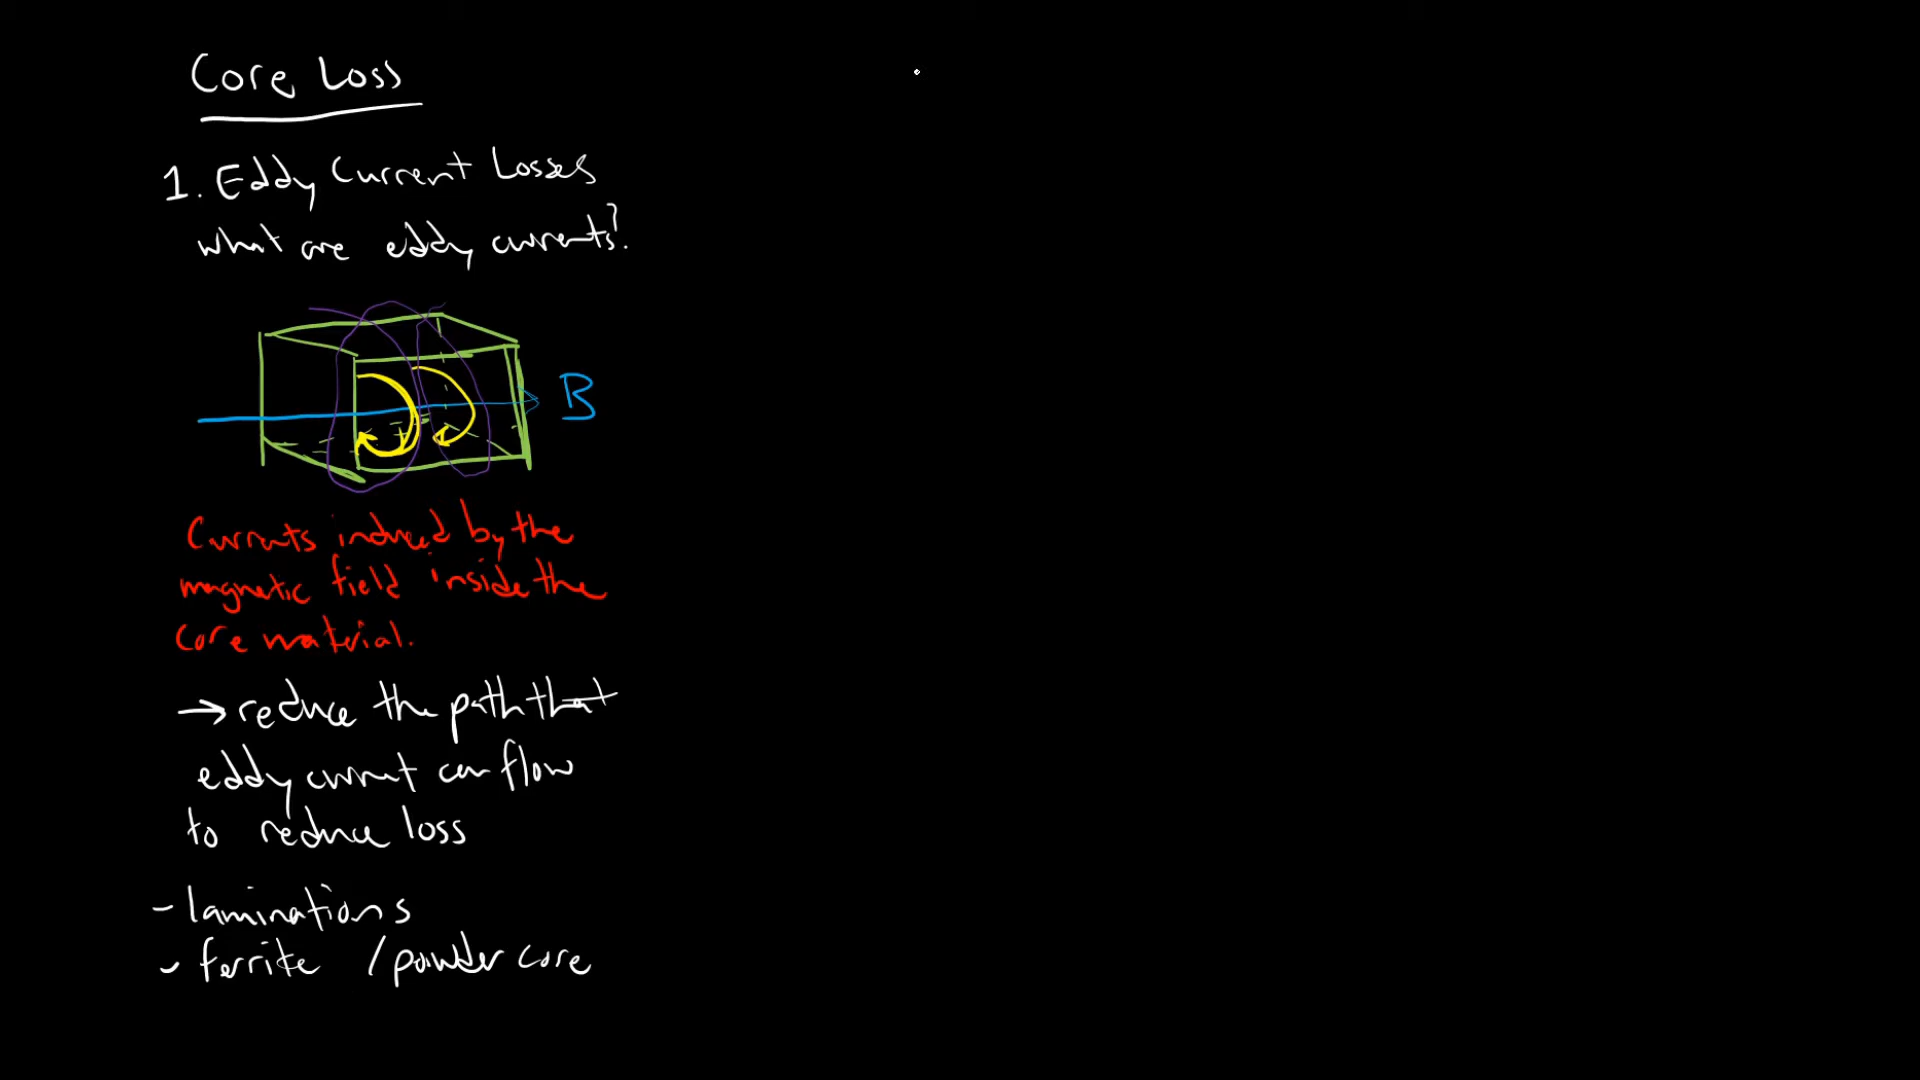 Core Loss
1. Eddy Current Losses
what are eddy currents?
B
Currents induced by the
magnetic field inside the
core material.
→ reduce the path that
eddy current can flow
to reduce loss
- laminations
- ferrite / powder core